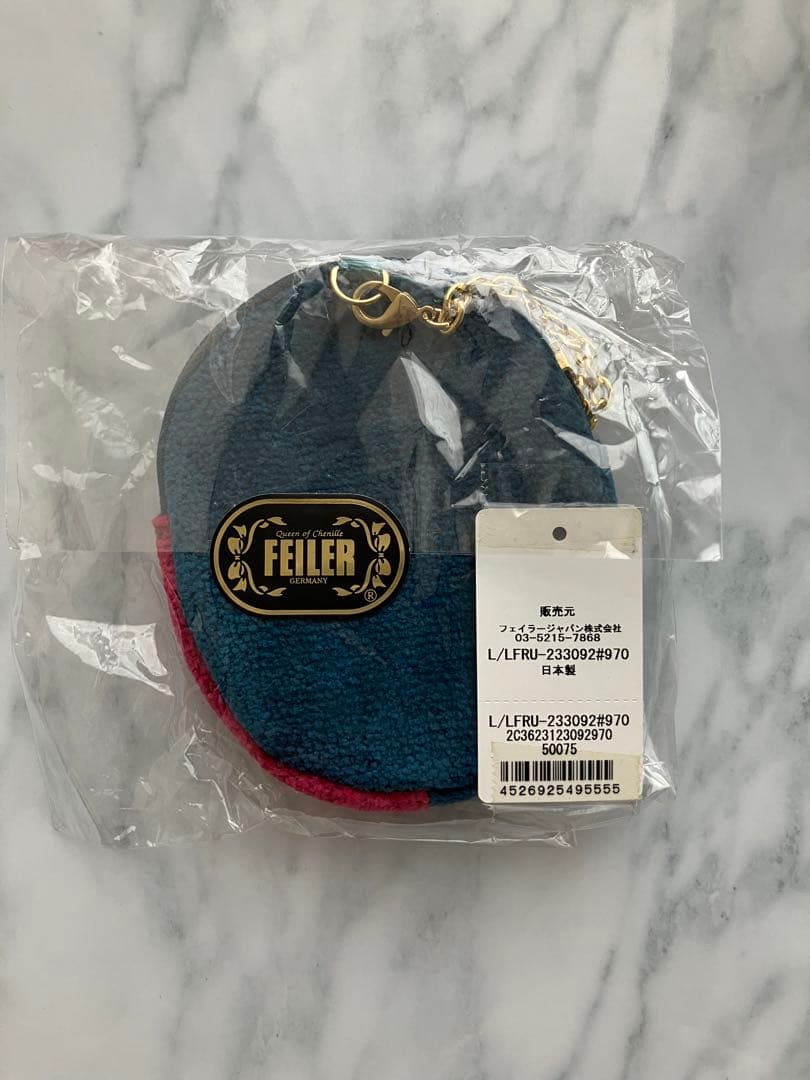 Queen of Chenille
FEILER
GERMANY
®
販売元
フェイラージャパン株式会社
03-5215-7868
L/LFRU-233092#970
日本製
L/LFRU-233092#970
2C3623123092970
50075
4526925495555